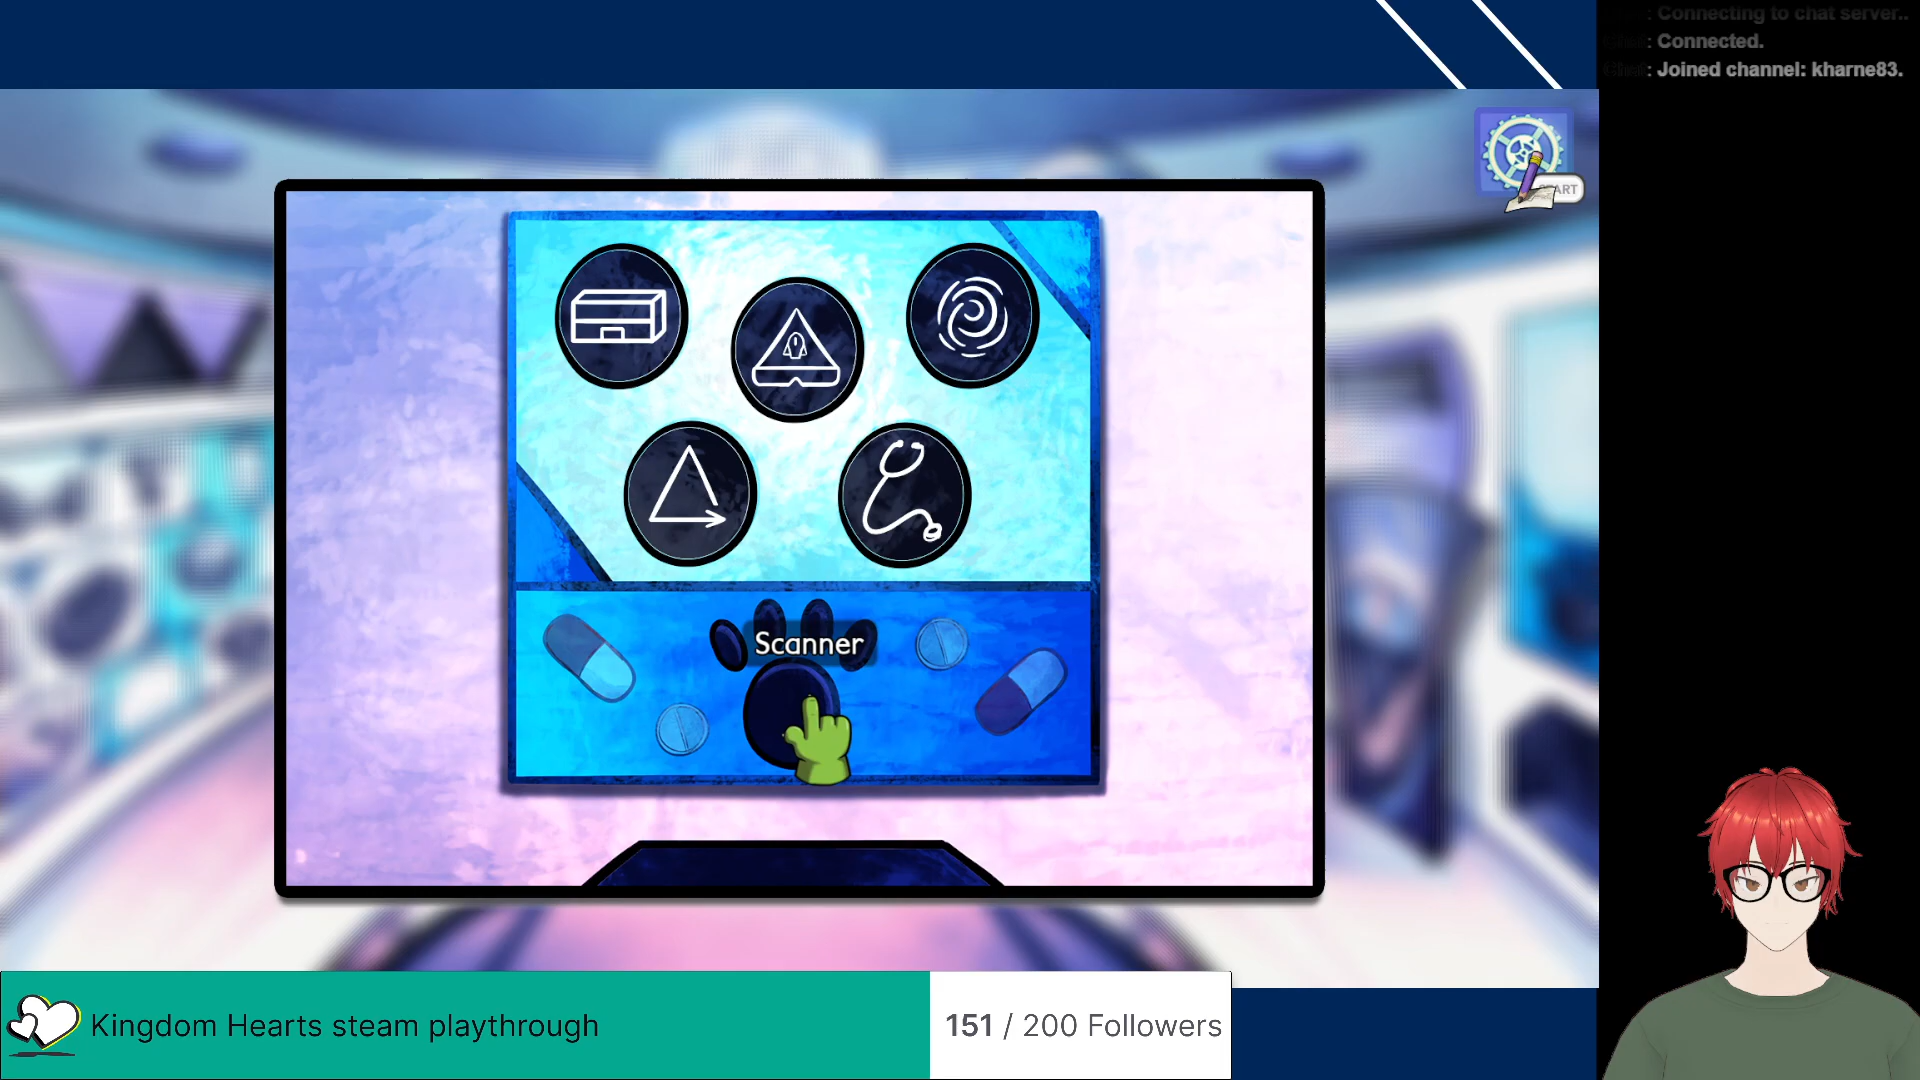 : Connecting to chat server..
: Connected.
: Joined channel: kharne83.
Scanner
Kingdom Hearts steam playthrough
151 / 200 Followers